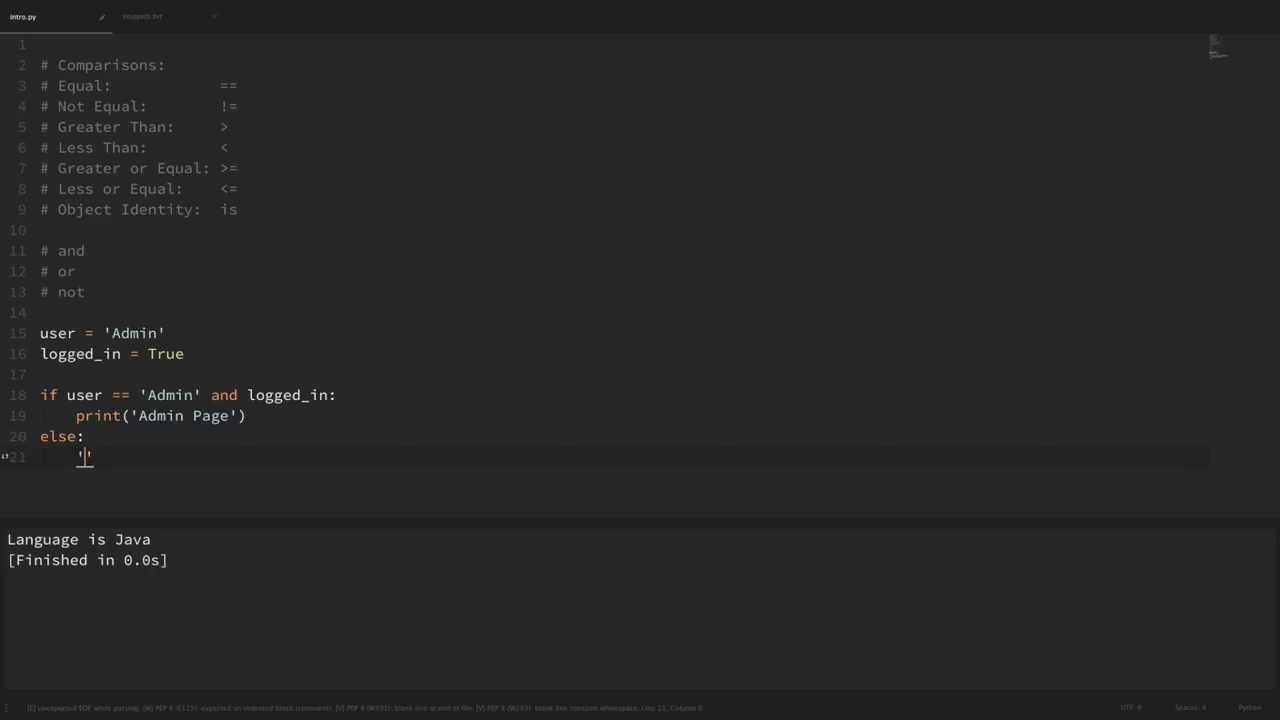 intro.py
snippets.txt
1
2 # Comparisons:
3 # Equal: ==
4 # Not Equal: !=
5 # Greater Than: >
6 # Less Than: <
7 # Greater or Equal: >=
8 # Less or Equal: <=
9 # Object Identity: is
10
11 # and
12 # or
13 # not
14
15 user = 'Admin'
16 logged_in = True
17
18 if user == 'Admin' and logged_in:
19     print('Admin Page')
20 else:
21     ''
Language is Java
[Finished in 0.0s]
[E] unexpected EOF while parsing; [W] PEP 8 (E115): expected an indented block (comment); [V] PEP 8 (W391): blank line at end of file; [V] PEP 8 (W293): blank line contains whitespace, Line 21, Column 6
UTF-8
Spaces: 4
Python